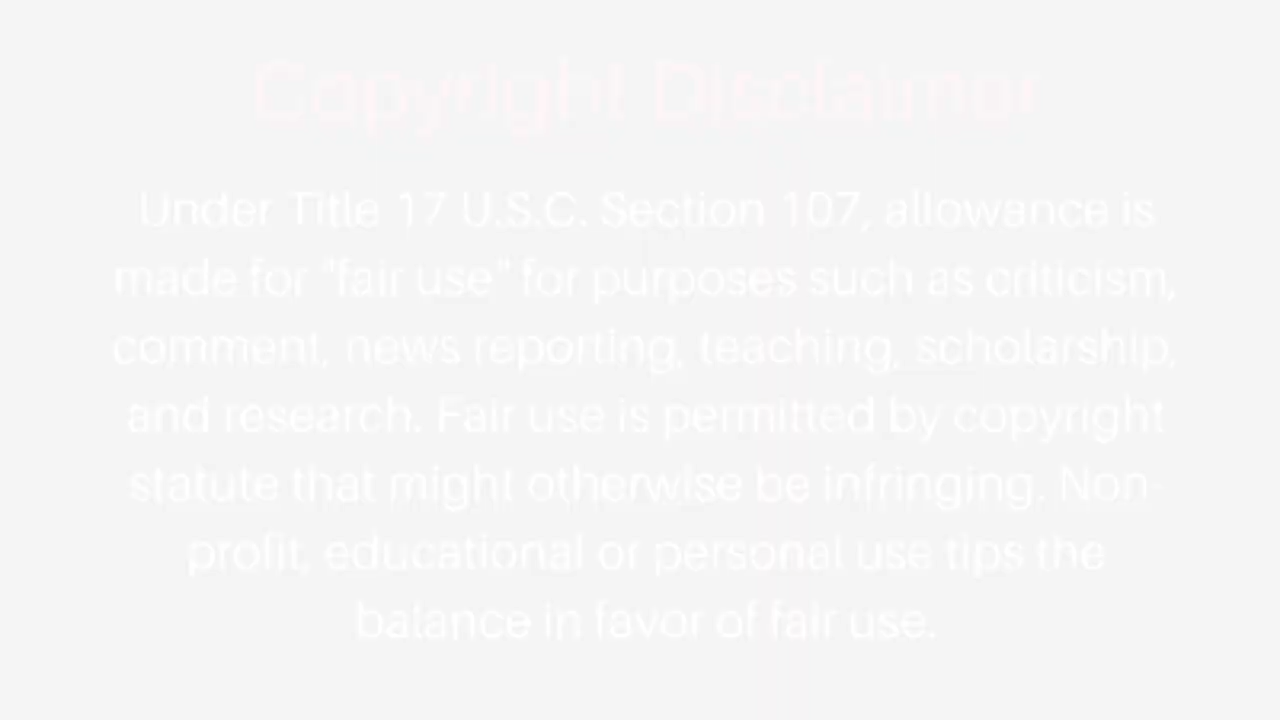 Copyright Disclaimer
Under Title 17 U.S.C. Section 107, allowance is
made for "fair use" for purposes such as criticism,
comment, news reporting, teaching, scholarship,
and research. Fair use is permitted by copyright
statute that might otherwise be infringing. Non-
profit, educational or personal use tips the
balance in favor of fair use.